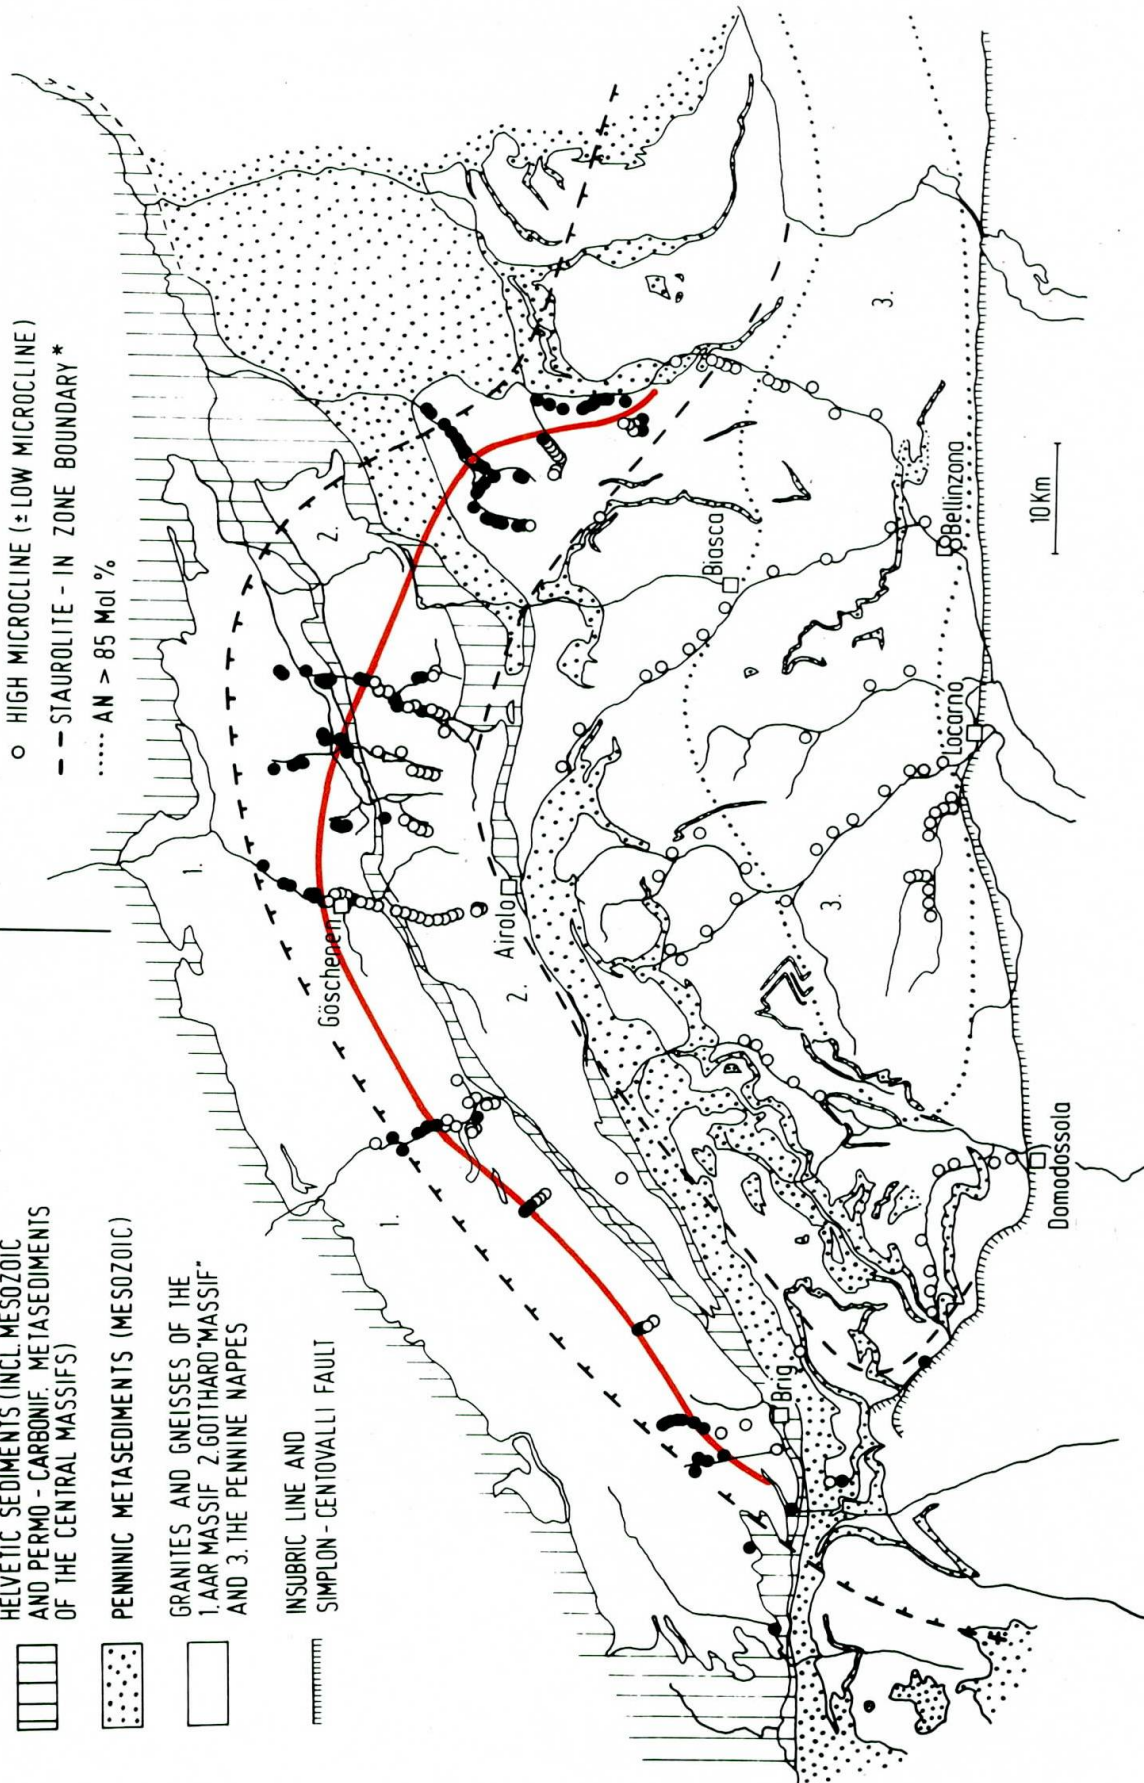 HELVETIC SEDIMENTS (INCL. MESOZOIC
AND PERMO - CARBONIF. METASEDIMENTS
OF THE CENTRAL MASSIFS)
PENNINIC METASEDIMENTS (MESOZOIC)
GRANITES AND GNEISSES OF THE
1. AAR MASSIF 2. GOTTHARD "MASSIF"
AND 3. THE PENNINE NAPPES
INSUBRIC LINE AND
SIMPLON - CENTOVALLI FAULT
HIGH MICROCLINE (± LOW MICROCLINE)
STAUROLITE - IN ZONE BOUNDARY *
AN > 85 Mol %
1.
1.
2.
2.
3.
3.
Göschenen
Airolo
Biasca
Bellinzona
Locarno
Brig
Domodossola
10Km